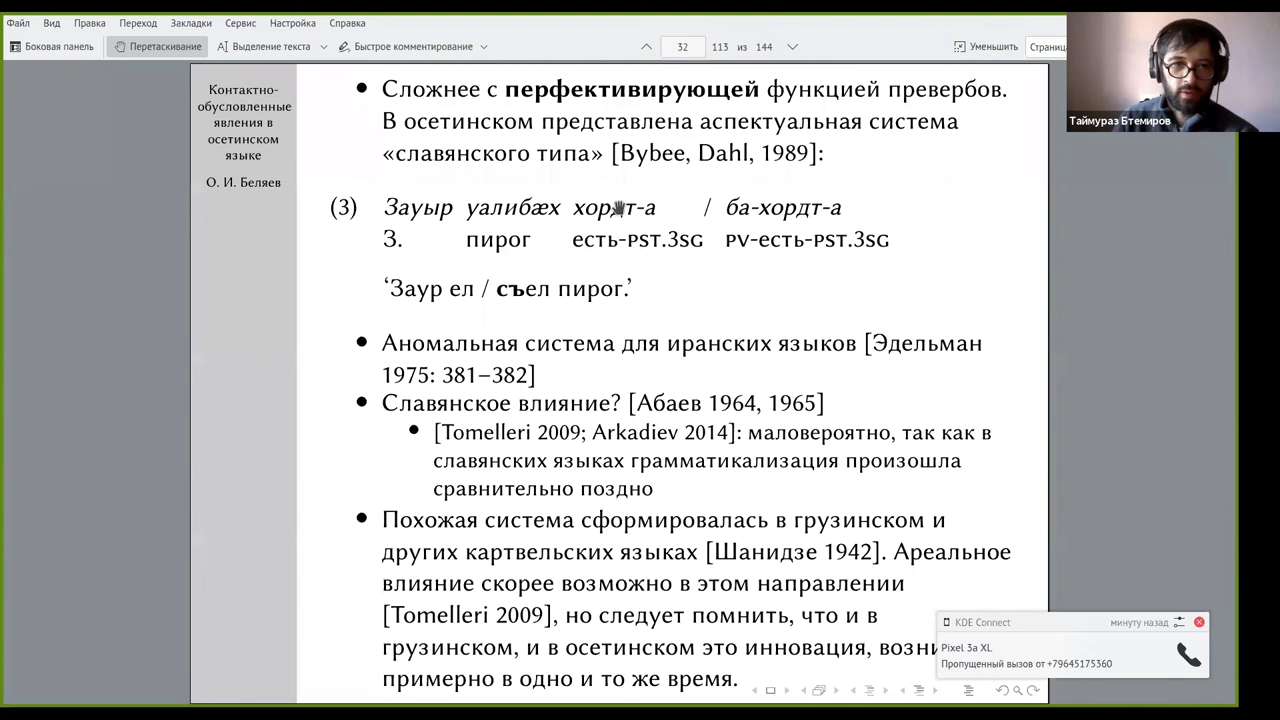 Файл Вид Правка Переход Закладки Сервис Настройка Справка
Боковая панель Перетаскивание Выделение текста Быстрое комментирование 32 113 из 144 Уменьшить Страница
Таймураз Бтемиров
Контактно-
обусловленные
явления в
осетинском
языке
О. И. Беляев
• Сложнее с перфективирующей функцией превербов.
В осетинском представлена аспектуальная система
«славянского типа» [Bybee, Dahl, 1989]:
(3) Зауыр уалибæх хордт-а / ба-хордт-а
З. пирог есть-PST.3SG PV-есть-PST.3SG
‘Заур ел / съел пирог.’
• Аномальная система для иранских языков [Эдельман
1975: 381–382]
• Славянское влияние? [Абаев 1964, 1965]
• [Tomelleri 2009; Arkadiev 2014]: маловероятно, так как в
славянских языках грамматикализация произошла
сравнительно поздно
• Похожая система сформировалась в грузинском и
других картвельских языках [Шанидзе 1942]. Ареальное
влияние скорее возможно в этом направлении
[Tomelleri 2009], но следует помнить, что и в
грузинском, и в осетинском это инновация,
примерно в одно и то же время.
KDE Connect минуту назад
Pixel 3a XL
Пропущенный вызов от +79645175360